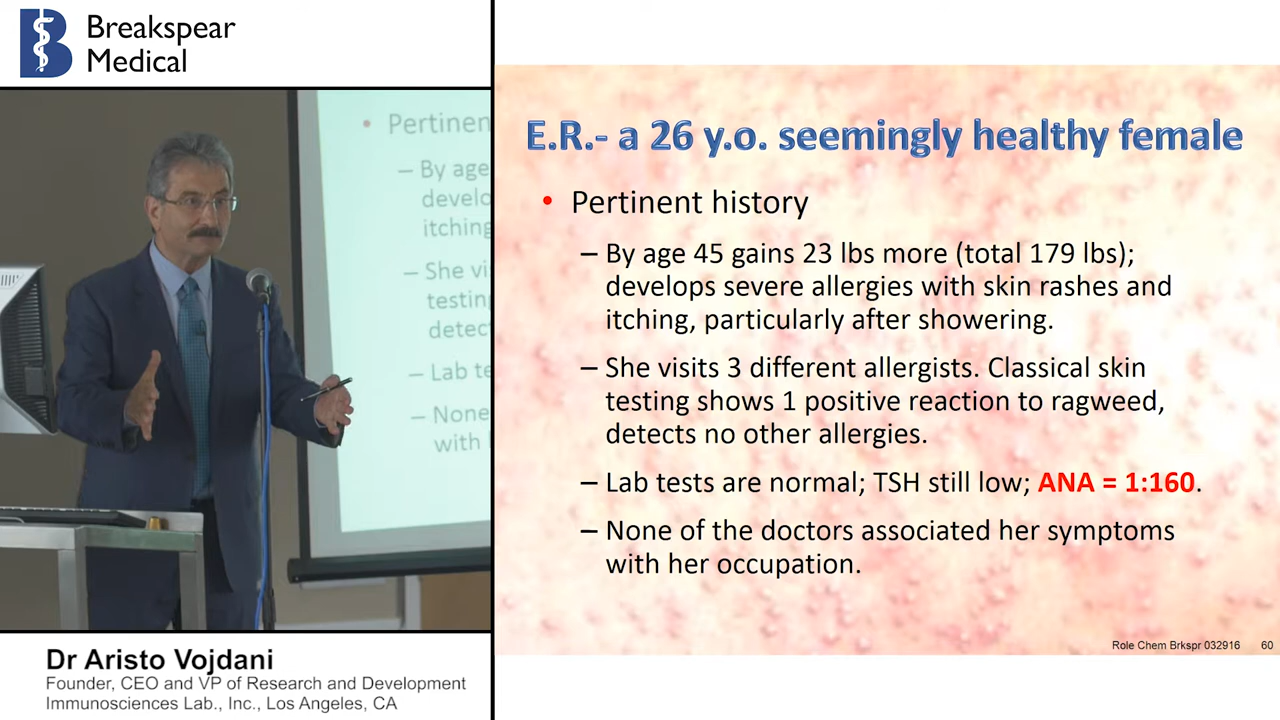 Breakspear
Medical
Pertinen
– By age
develo
itching
– She vi
testing
detect
– Lab te
– None
with
Dr Aristo Vojdani
Founder, CEO and VP of Research and Development
Immunosciences Lab., Inc., Los Angeles, CA
E.R.- a 26 y.o. seemingly healthy female
• Pertinent history
– By age 45 gains 23 lbs more (total 179 lbs);
develops severe allergies with skin rashes and
itching, particularly after showering.
– She visits 3 different allergists. Classical skin
testing shows 1 positive reaction to ragweed,
detects no other allergies.
– Lab tests are normal; TSH still low; ANA = 1:160.
– None of the doctors associated her symptoms
with her occupation.
Role Chem Brkspr 032916 60